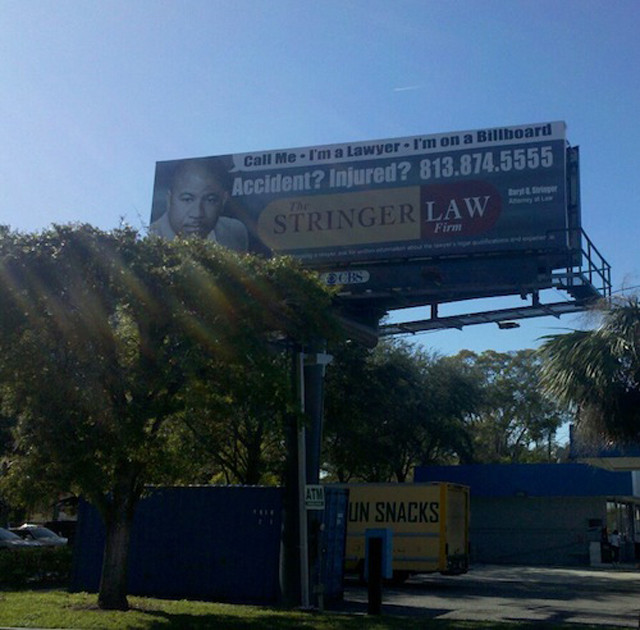 Call Me • I'm a Lawyer • I'm on a Billboard
Accident? Injured? 813.874.5555
The
STRINGER LAW
Firm
Attorney at Law
CBS
ATM
UN SNACKS